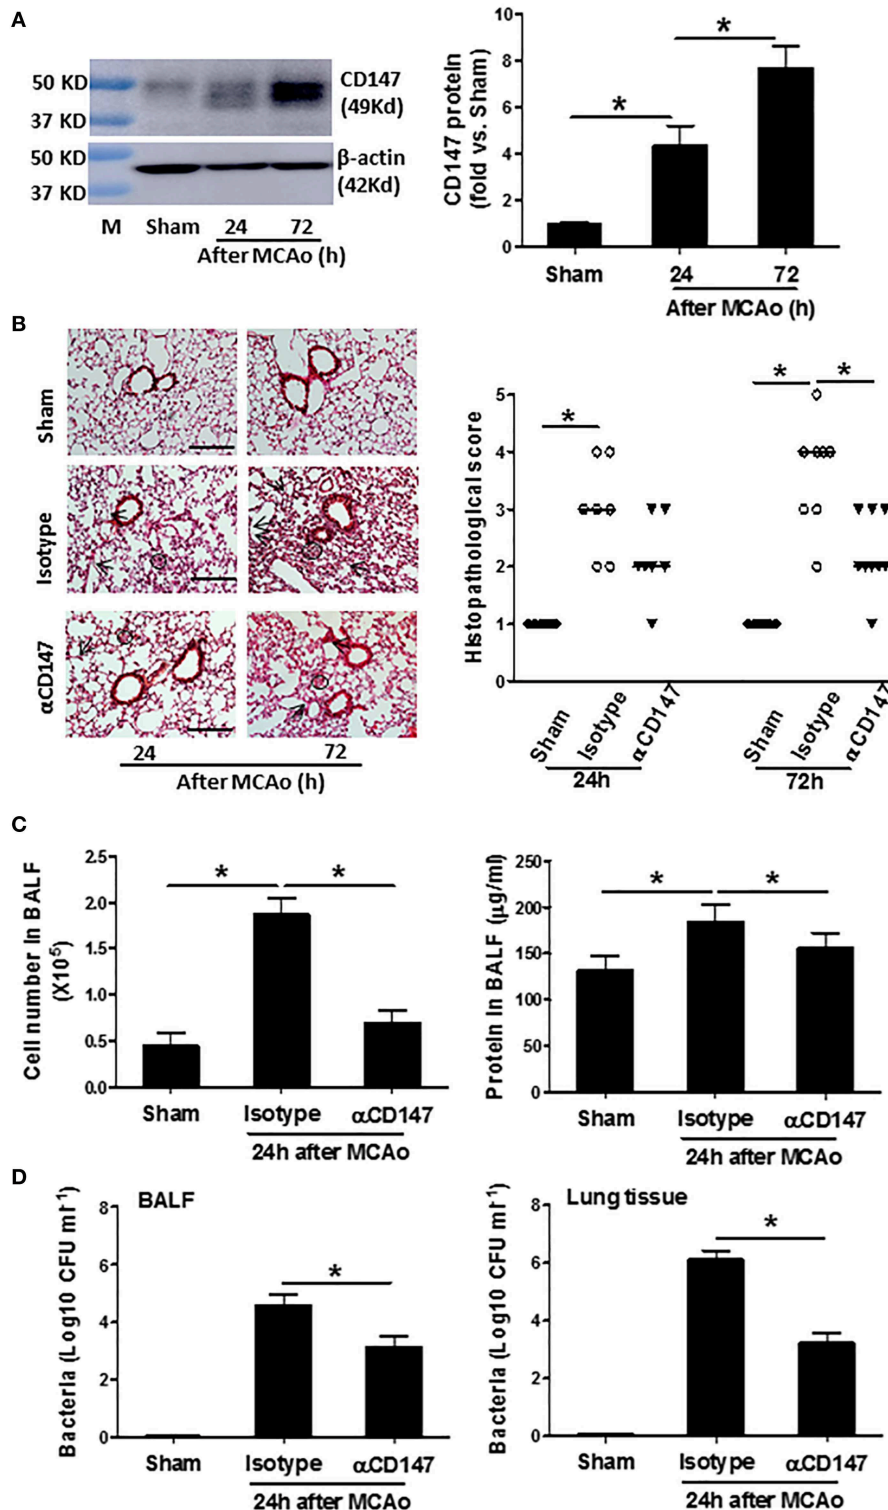 A
50 KD
37 KD
50 KD
37 KD
CD147
(49Kd)
β-actin
(42Kd)
M Sham 24 72
After MCAo (h)
CD147 protein
(fold vs. Sham)
10
8
6
4
2
0
*
*
Sham 24 72
After MCAo (h)
B
Sham
Isotype
αCD147
24 72
After MCAo (h)
Histopathological score
5
4
3
2
1
0
*
*
*
Sham Isotype αCD147 Sham Isotype αCD147
24h 72h
C
Cell number in BALF
(X10⁵)
2.5
2.0
1.5
1.0
0.5
0.0
* *
Sham Isotype αCD147
24h after MCAo
Protein in BALF (μg/ml)
250
200
150
100
50
0
* *
Sham Isotype αCD147
24h after MCAo
D
BALF
Bacteria (Log10 CFU ml⁻¹)
8
6
4
2
0
*
Sham Isotype αCD147
24h after MCAo
Lung tissue
Bacteria (Log10 CFU ml⁻¹)
8
6
4
2
0
*
Sham Isotype αCD147
24h after MCAo